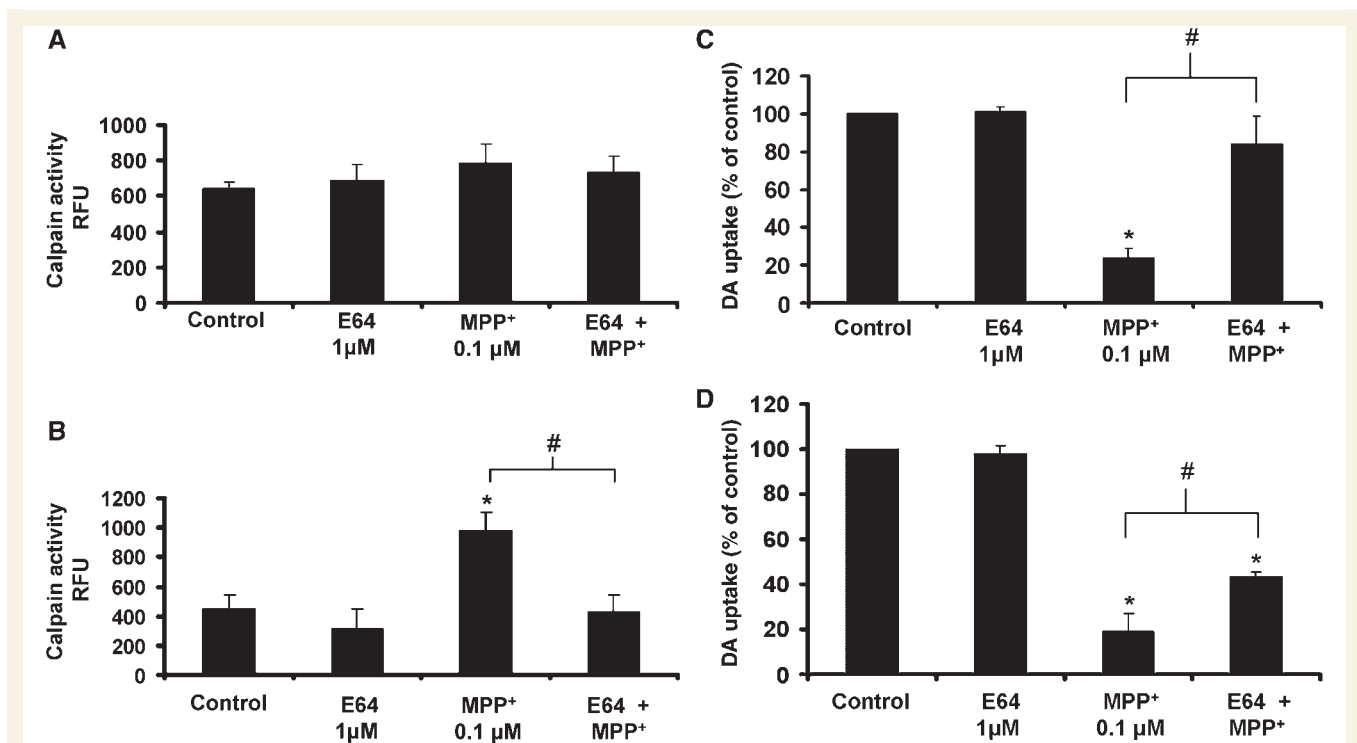 A
Calpain activity
RFU
1000
800
600
400
200
0
Control
E64
1µM
MPP⁺
0.1 µM
E64 +
MPP⁺
B
Calpain activity
RFU
1200
1000
800
600
400
200
0
*
#
Control
E64
1µM
MPP⁺
0.1 µM
E64 +
MPP⁺
C
DA uptake (% of control)
120
100
80
60
40
20
0
*
#
Control
E64
1µM
MPP⁺
0.1 µM
E64 +
MPP⁺
D
DA uptake (% of control)
120
100
80
60
40
20
0
*
#
*
Control
E64
1µM
MPP⁺
0.1 µM
E64 +
MPP⁺